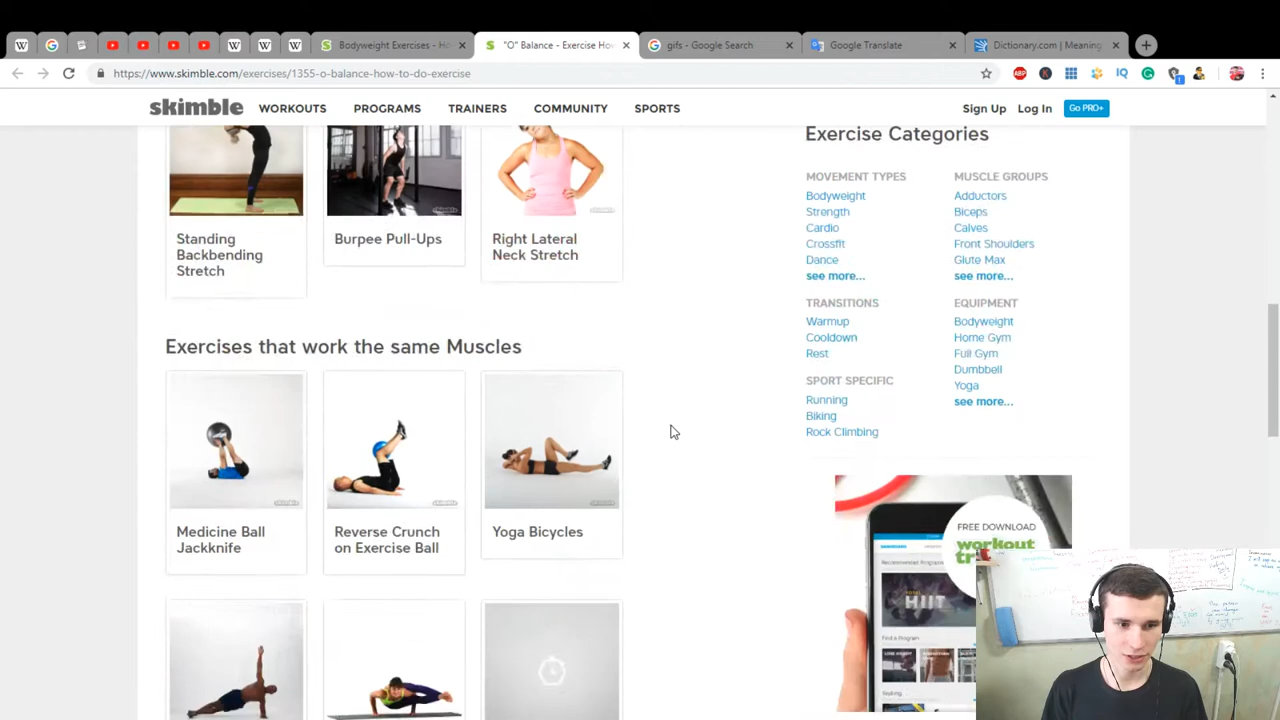 Bodyweight Exercises - Ho
"O" Balance - Exercise How
gifs - Google Search
Google Translate
Dictionary.com | Meaning
https://www.skimble.com/exercises/1355-o-balance-how-to-do-exercise
skimble WORKOUTS PROGRAMS TRAINERS COMMUNITY SPORTS Sign Up Log In Go PRO+
Standing
Backbending
Stretch
Burpee Pull-Ups
Right Lateral
Neck Stretch
Exercises that work the same Muscles
Medicine Ball
Jackknife
Reverse Crunch
on Exercise Ball
Yoga Bicycles
Exercise Categories
MOVEMENT TYPES
Bodyweight
Strength
Cardio
Crossfit
Dance
see more...
MUSCLE GROUPS
Adductors
Biceps
Calves
Front Shoulders
Glute Max
see more...
TRANSITIONS
Warmup
Cooldown
Rest
EQUIPMENT
Bodyweight
Home Gym
Full Gym
Dumbbell
Yoga
see more...
SPORT SPECIFIC
Running
Biking
Rock Climbing
FREE DOWNLOAD
workout
HIIT